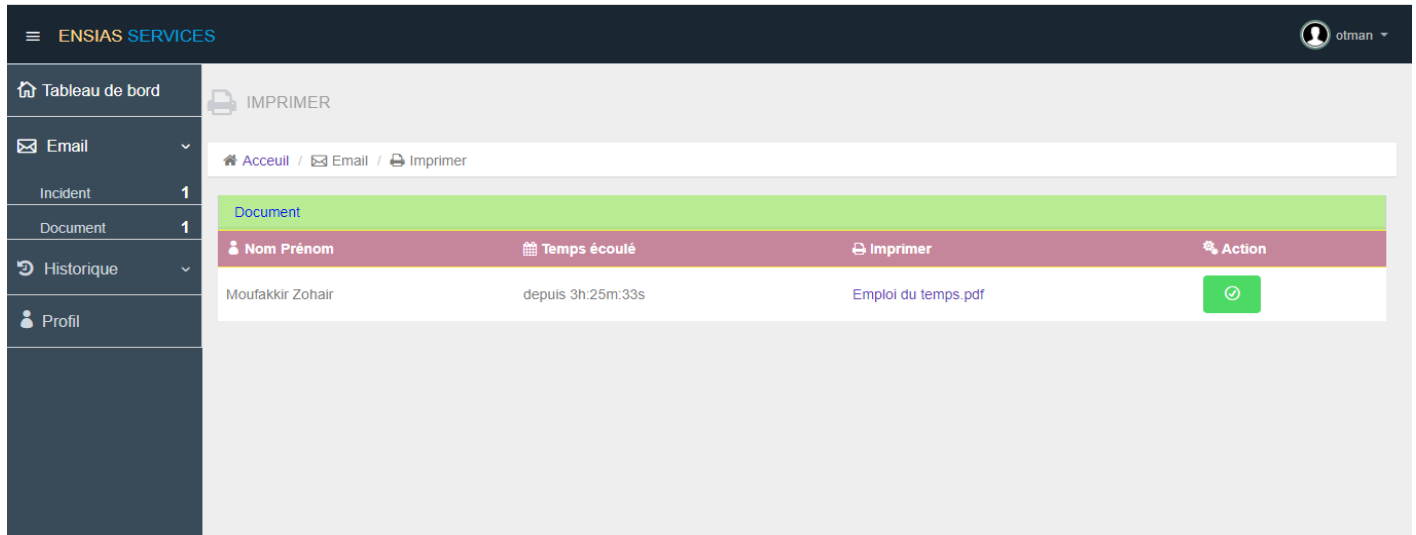 ENSIAS SERVICES
otman
Tableau de bord
Email
Incident 1
Document 1
Historique
Profil
IMPRIMER
Acceuil / Email / Imprimer
Document
Nom Prénom Temps écoulé Imprimer Action
Moufakkir Zohair depuis 3h:25m:33s Emploi du temps.pdf